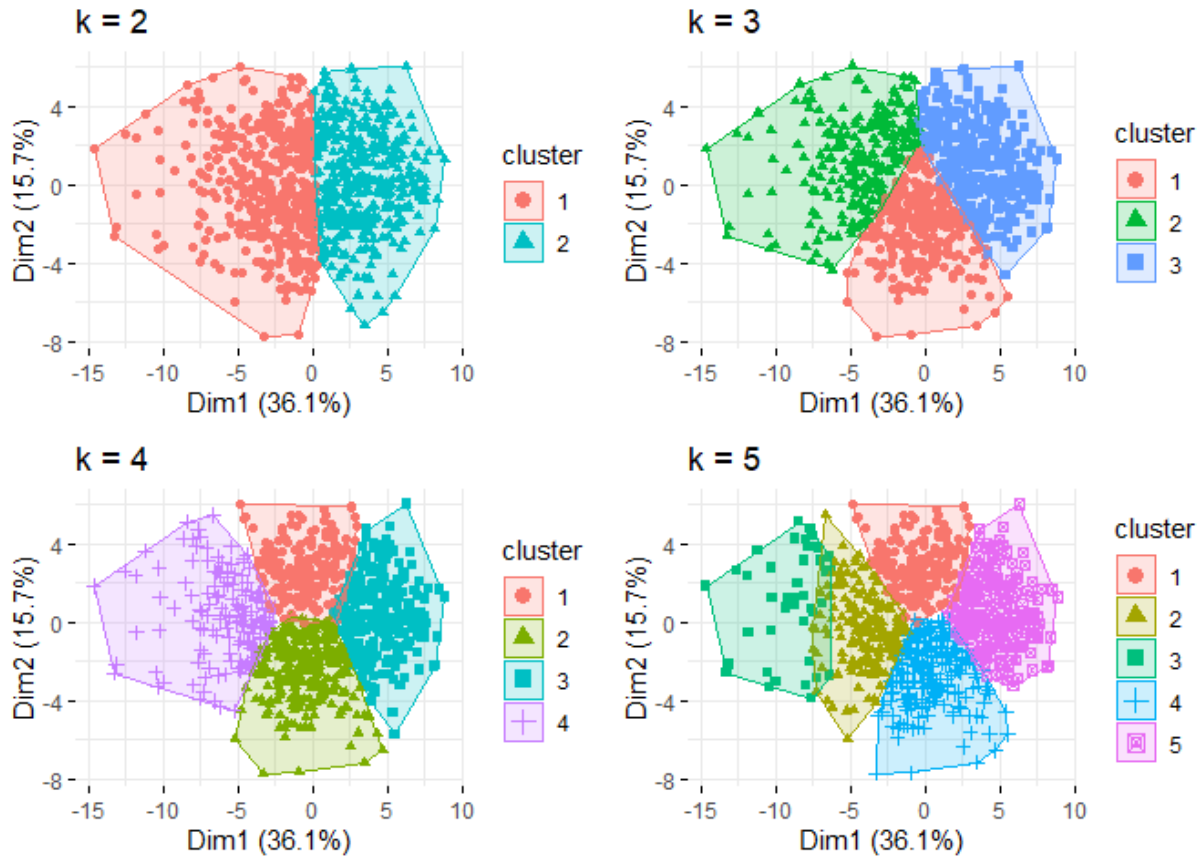 k = 2
4
0
-4
-8
Dim2 (15.7%)
-15 -10 -5 0 5 10
Dim1 (36.1%)
cluster
1
2
k = 3
4
0
-4
-8
Dim2 (15.7%)
-15 -10 -5 0 5 10
Dim1 (36.1%)
cluster
1
2
3
k = 4
4
0
-4
-8
Dim2 (15.7%)
-15 -10 -5 0 5 10
Dim1 (36.1%)
cluster
1
2
3
4
k = 5
4
0
-4
-8
Dim2 (15.7%)
-15 -10 -5 0 5 10
Dim1 (36.1%)
cluster
1
2
3
4
5